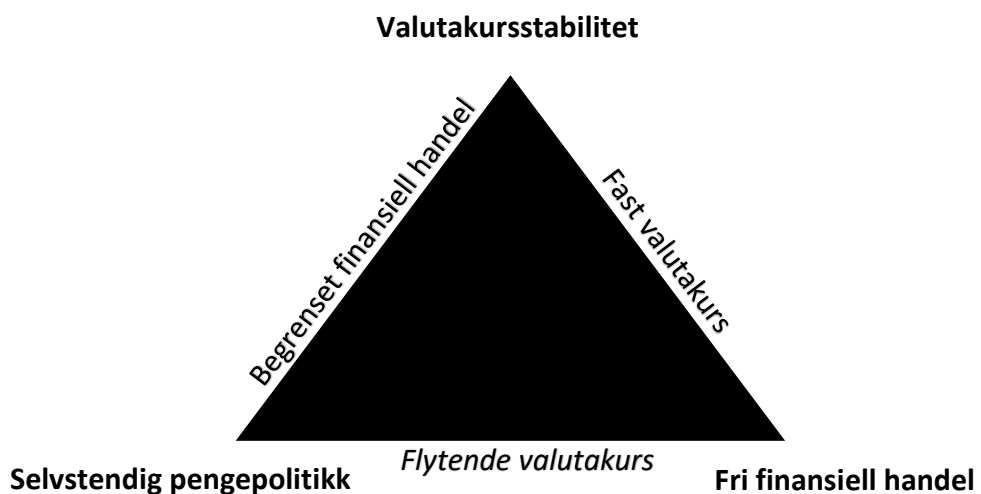 Valutakursstabilitet
Begrenset finansiell handel
Fast valutakurs
Flytende valutakurs
Selvstendig pengepolitikk
Fri finansiell handel